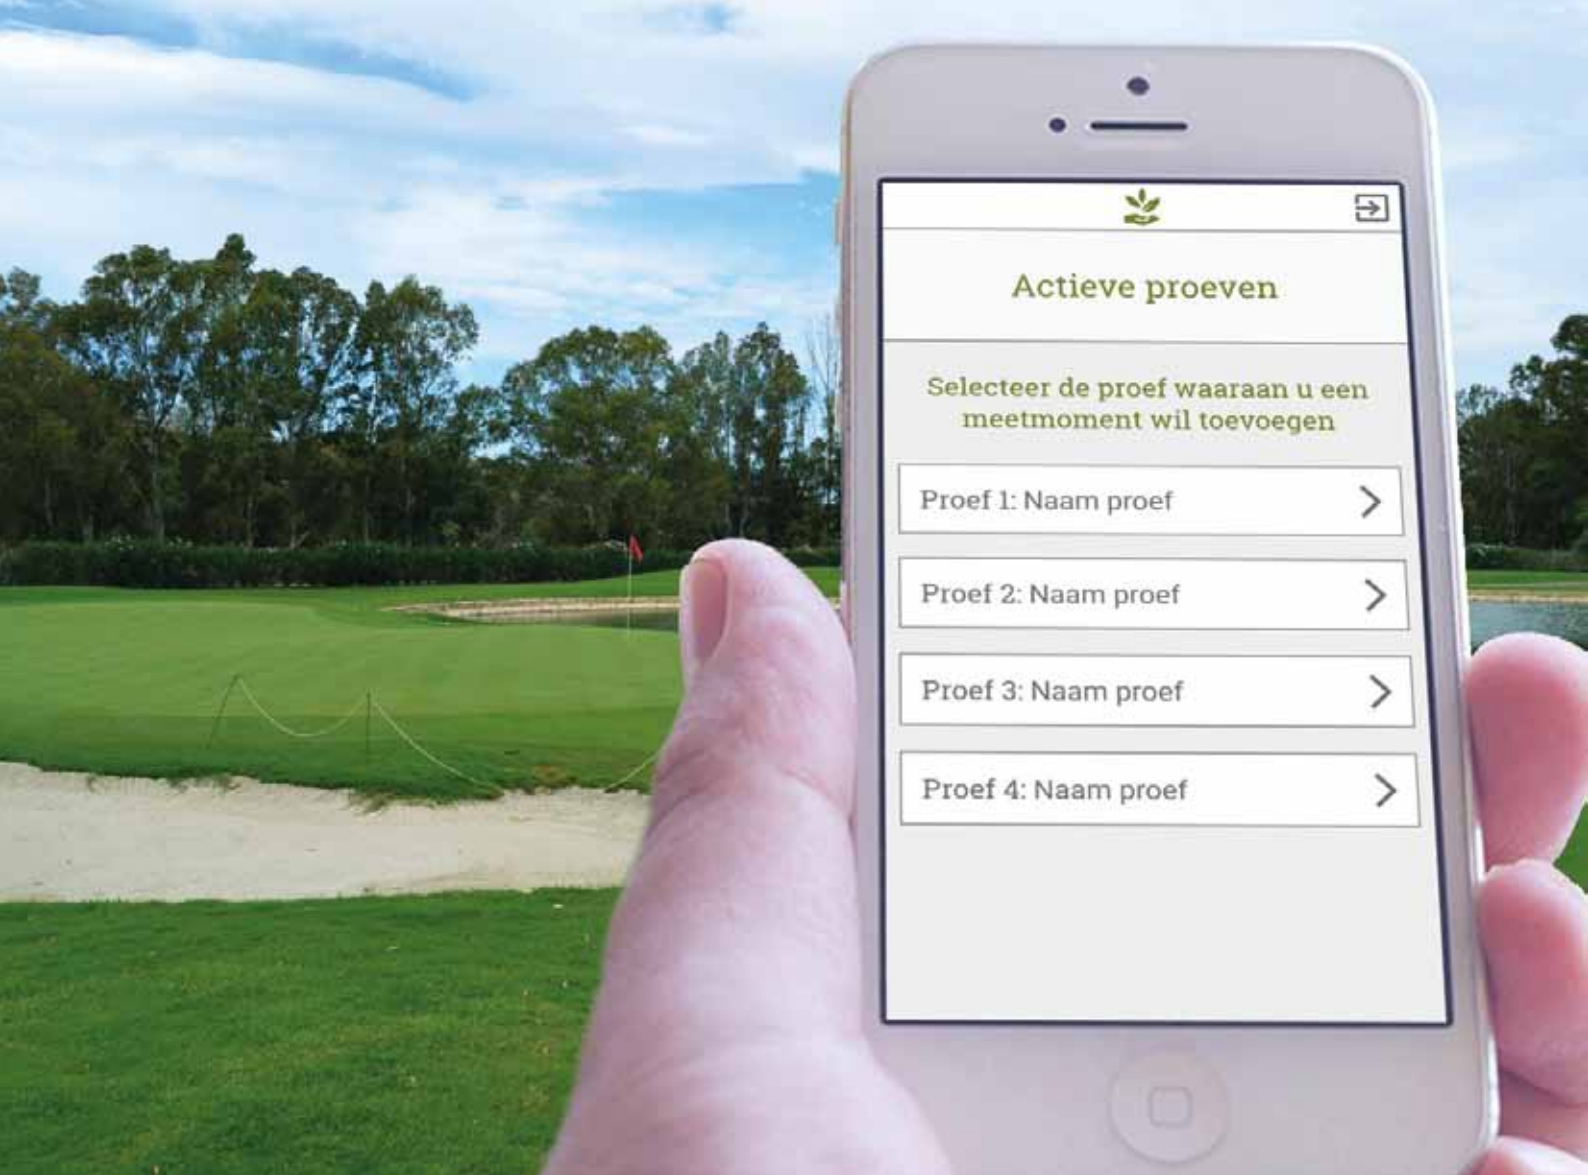 Actieve proeven
Selecteer de proef waaraan u een
meetmoment wil toevoegen
Proef 1: Naam proef
Proef 2: Naam proef
Proef 3: Naam proef
Proef 4: Naam proef